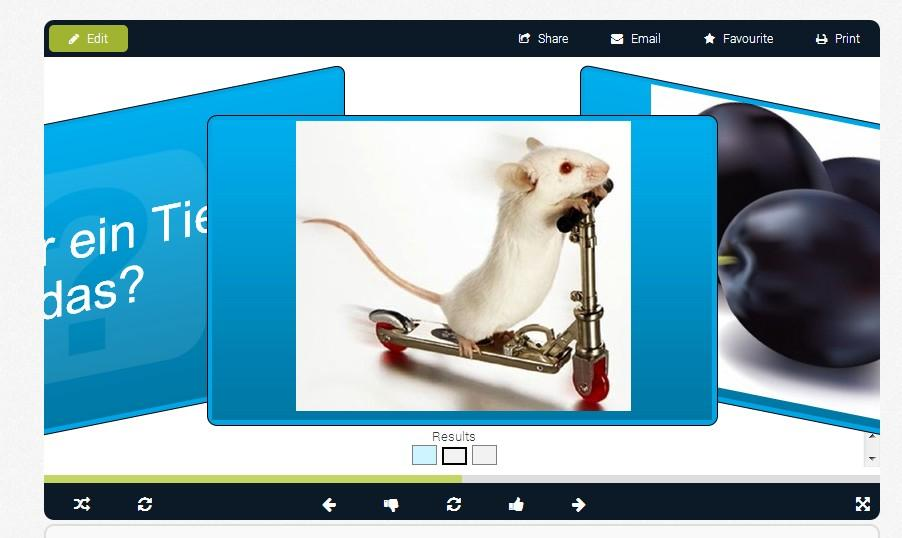 Edit
Share
Email
Favourite
Print
ein Tie
das?
Results